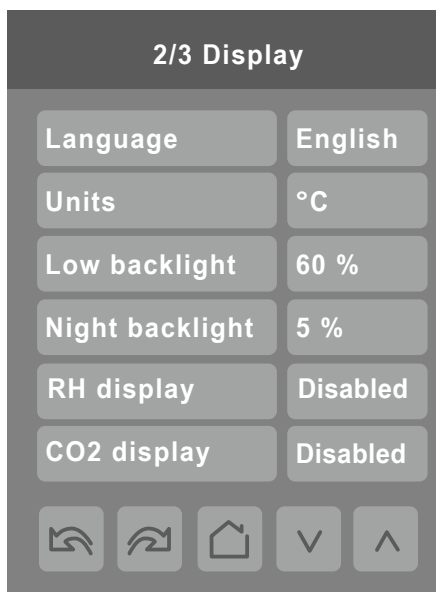 2/3 Display
Language English
Units °C
Low backlight 60 %
Night backlight 5 %
RH display Disabled
CO2 display Disabled